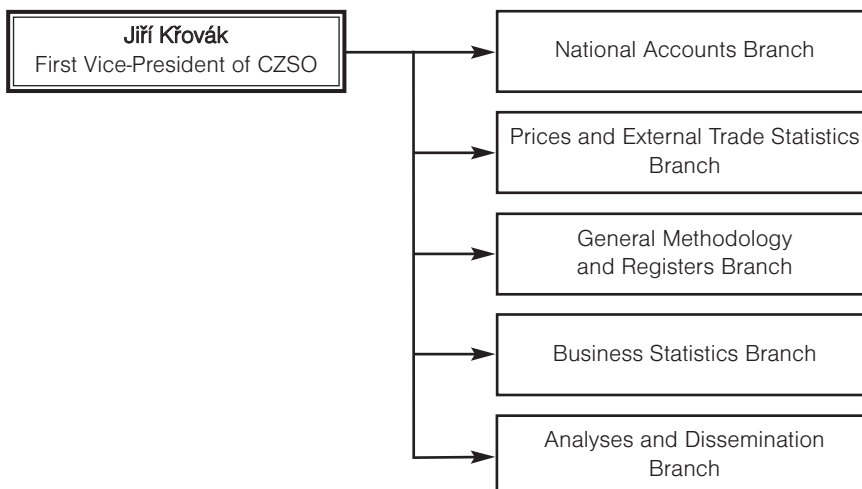 Jiří Křovák
First Vice-President of CZSO
National Accounts Branch
Prices and External Trade Statistics
Branch
General Methodology
and Registers Branch
Business Statistics Branch
Analyses and Dissemination
Branch